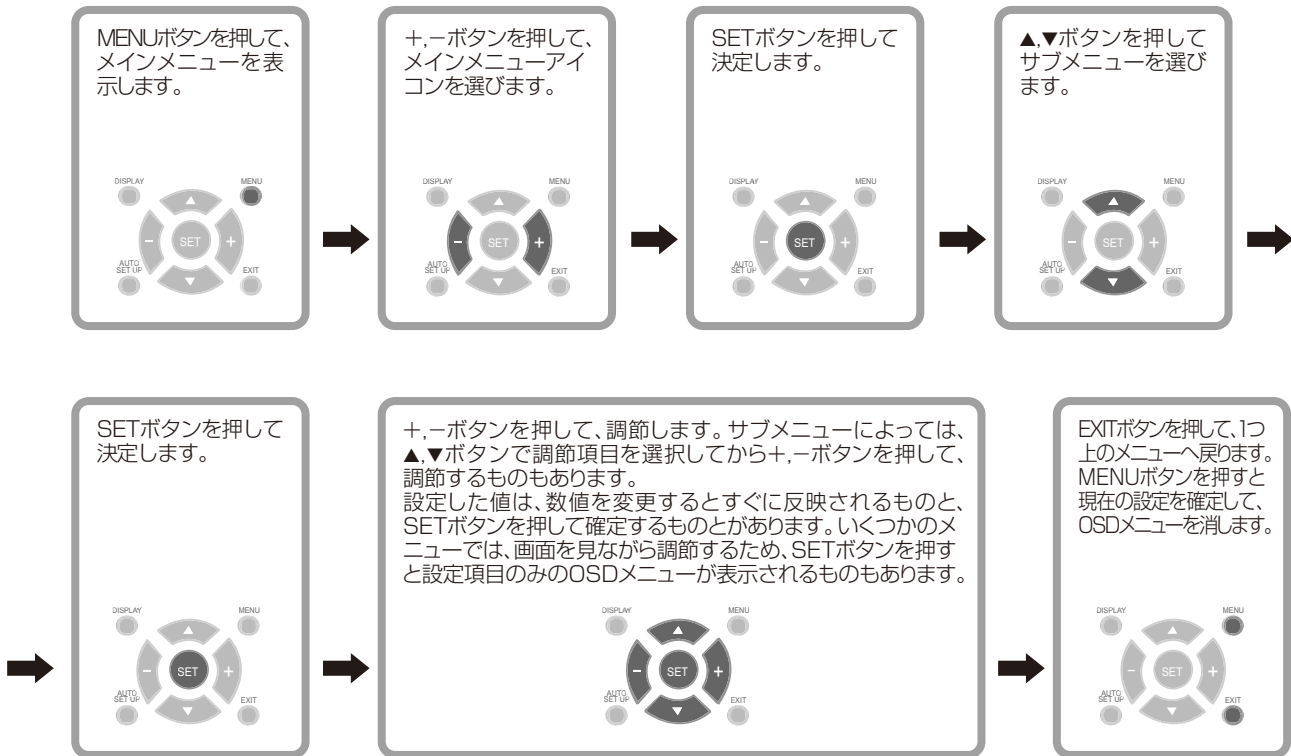 MENUボタンを押して、
メインメニューを表
示します。
DISPLAY
MENU
-
SET
+
AUTO
SET UP
EXIT
＋,－ボタンを押して、
メインメニューアイ
コンを選びます。
DISPLAY
MENU
-
SET
+
AUTO
SET UP
EXIT
SETボタンを押して
決定します。
DISPLAY
MENU
-
SET
+
AUTO
SET UP
EXIT
▲,▼ボタンを押して
サブメニューを選び
ます。
DISPLAY
MENU
-
SET
+
AUTO
SET UP
EXIT
SETボタンを押して
決定します。
DISPLAY
MENU
-
SET
+
AUTO
SET UP
EXIT
＋,－ボタンを押して、調節します。サブメニューによっては、
▲,▼ボタンで調節項目を選択してから＋,－ボタンを押して、
調節するものもあります。
設定した値は、数値を変更するとすぐに反映されるものと、
SETボタンを押して確定するものとがあります。いくつかのメ
ニューでは、画面を見ながら調節するため、SETボタンを押す
と設定項目のみのOSDメニューが表示されるものもあります。
DISPLAY
MENU
-
SET
+
AUTO
SET UP
EXIT
EXITボタンを押して、1つ
上のメニューへ戻ります。
MENUボタンを押すと
現在の設定を確定して、
OSDメニューを消します。
DISPLAY
MENU
-
SET
+
AUTO
SET UP
EXIT